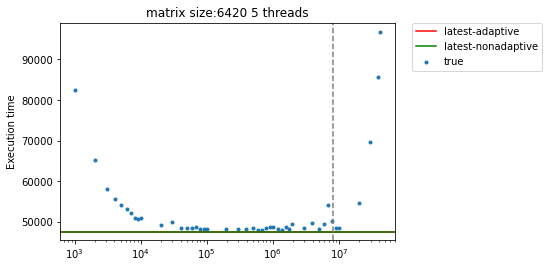 matrix size:6420 5 threads
latest-adaptive
latest-nonadaptive
true
Execution time
90000
80000
70000
60000
50000
10³
10⁴
10⁵
10⁶
10⁷